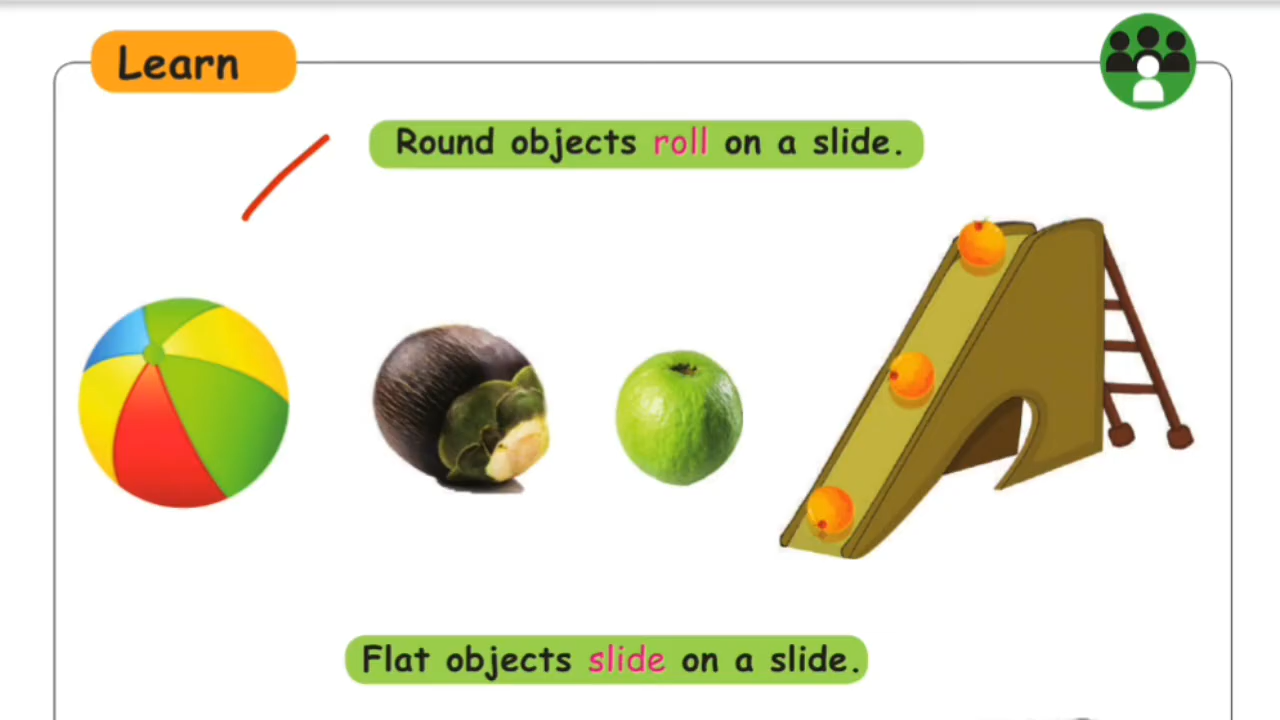 Learn
Round objects roll on a slide.
Flat objects slide on a slide.